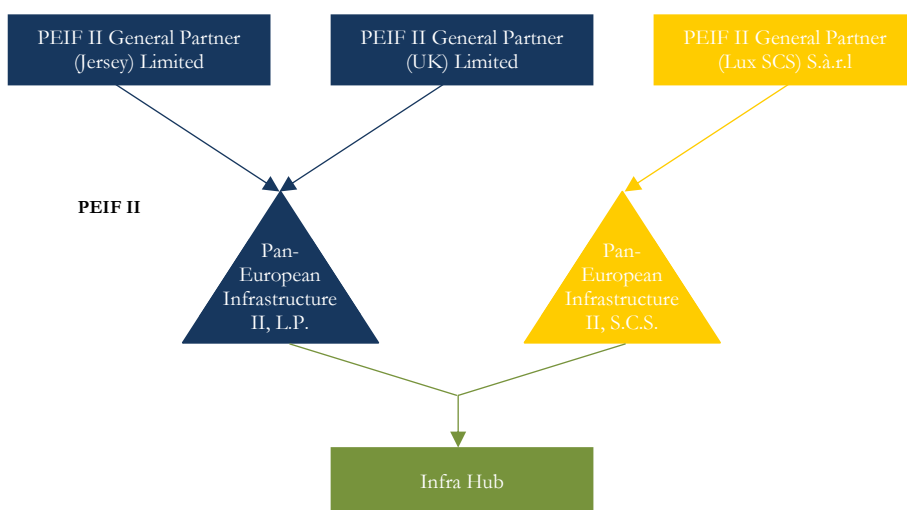 PEIF II General Partner
(Jersey) Limited
PEIF II General Partner
(UK) Limited
PEIF II General Partner
(Lux SCS) S.à.r.l
PEIF II
Pan-
European
Infrastructure
II, L.P.
Pan-
European
Infrastructure
II, S.C.S.
Infra Hub